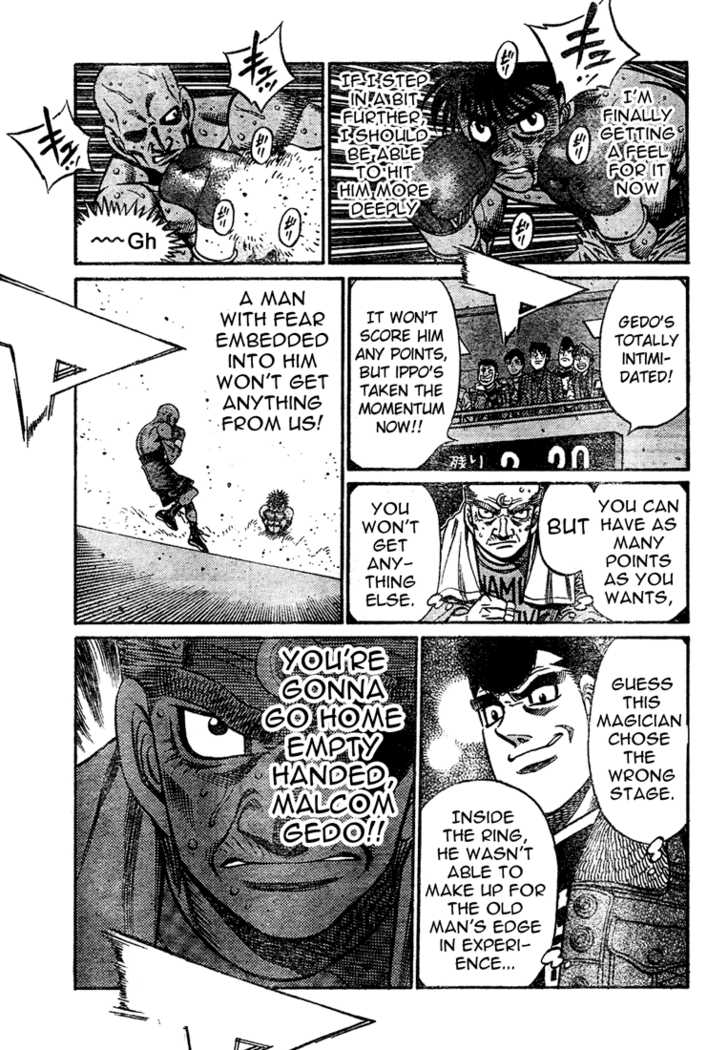 I'M
FINALLY
GETTING
A FEEL
FOR IT
NOW
IF I STEP
IN A BIT
FURTHER,
I SHOULD
BE ABLE
TO HIT
HIM MORE
DEEPLY
~~~Gh
GEDO'S
TOTALLY
INTIMI-
DATED!
IT WON'T
SCORE HIM
ANY POINTS,
BUT IPPO'S
TAKEN THE
MOMENTUM
NOW!!
残り
A MAN
WITH FEAR
EMBEDDED
INTO HIM
WON'T GET
ANYTHING
FROM US!
YOU CAN
HAVE AS
MANY
POINTS
AS YOU
WANTS,
BUT
YOU
WON'T
GET
ANY-
THING
ELSE.
GUESS
THIS
MAGICIAN
CHOSE
THE
WRONG
STAGE.
INSIDE
THE RING,
HE WASN'T
ABLE TO
MAKE UP FOR
THE OLD
MAN'S EDGE
IN EXPERI-
ENCE...
YOU'RE
GONNA
GO HOME
EMPTY
HANDED,
MALCOM
GEDO!!